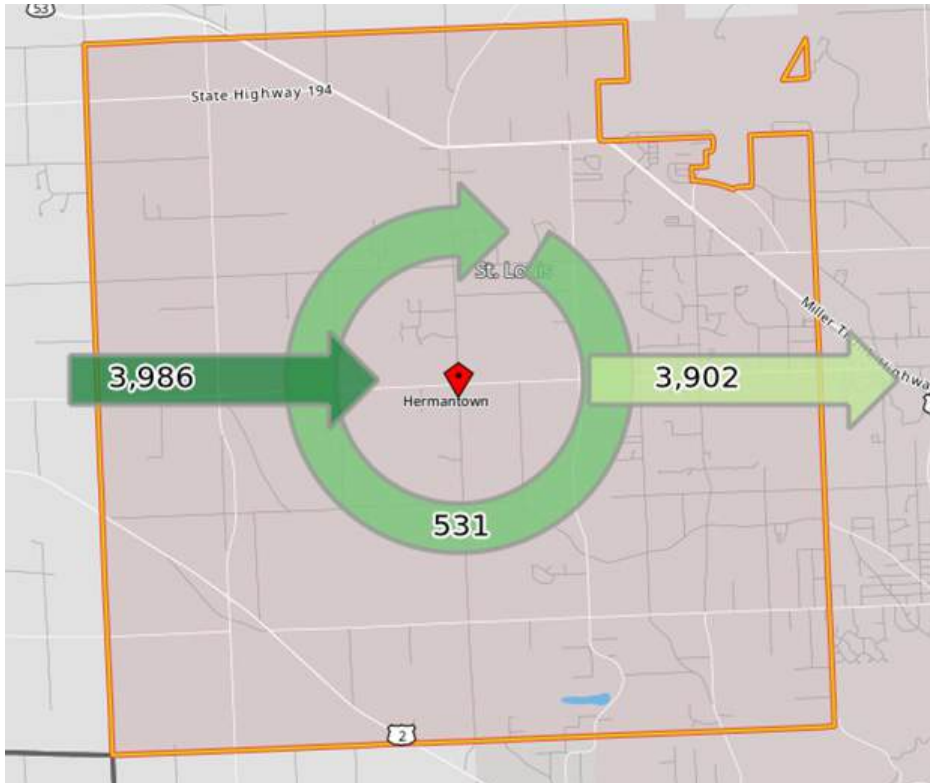 53
State Highway 194
St. Louis
Miller Trunk Highway
3,986
3,902
Hermantown
531
2